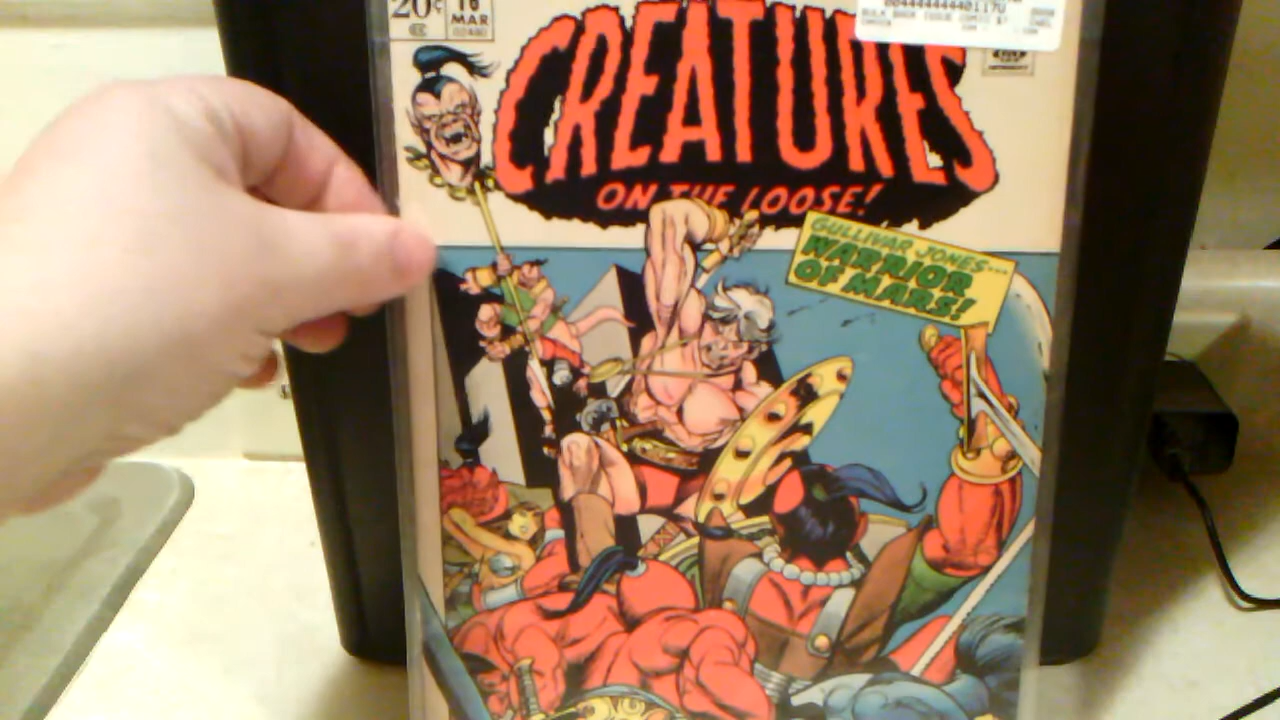 20¢
16
MAR
CREATURES
ON THE LOOSE!
GULLIVAR JONES...
WARRIOR
OF MARS!